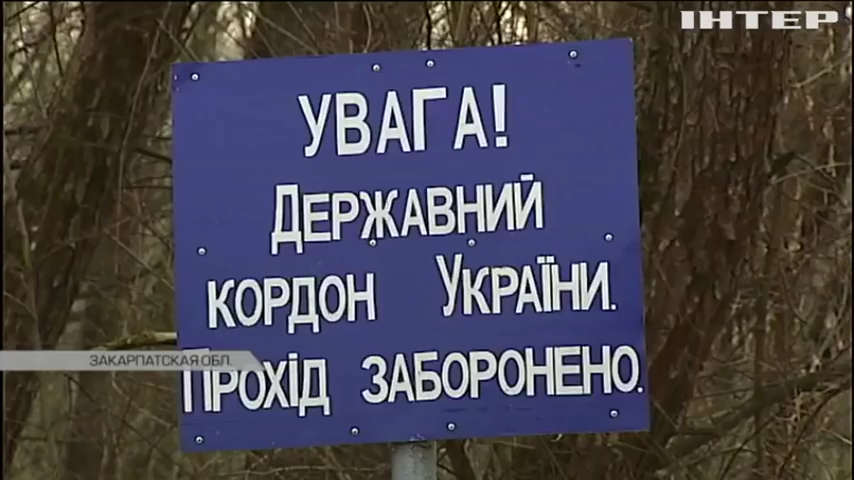 ІНТЕР
УВАГА!
ДЕРЖАВНИЙ
КОРДОН УКРАЇНИ.
ЗАКАРПАТСКАЯ ОБЛ.
ПРОХІД ЗАБОРОНЕНО.